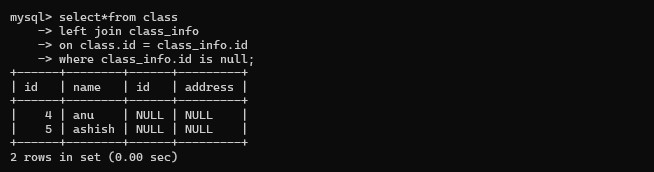 mysql> select*from class
    -> left join class_info
    -> on class.id = class_info.id
    -> where class_info.id is null;
+------+--------+------+---------+
| id   | name   | id   | address |
+------+--------+------+---------+
|    4 | anu    | NULL | NULL    |
|    5 | ashish | NULL | NULL    |
+------+--------+------+---------+
2 rows in set (0.00 sec)